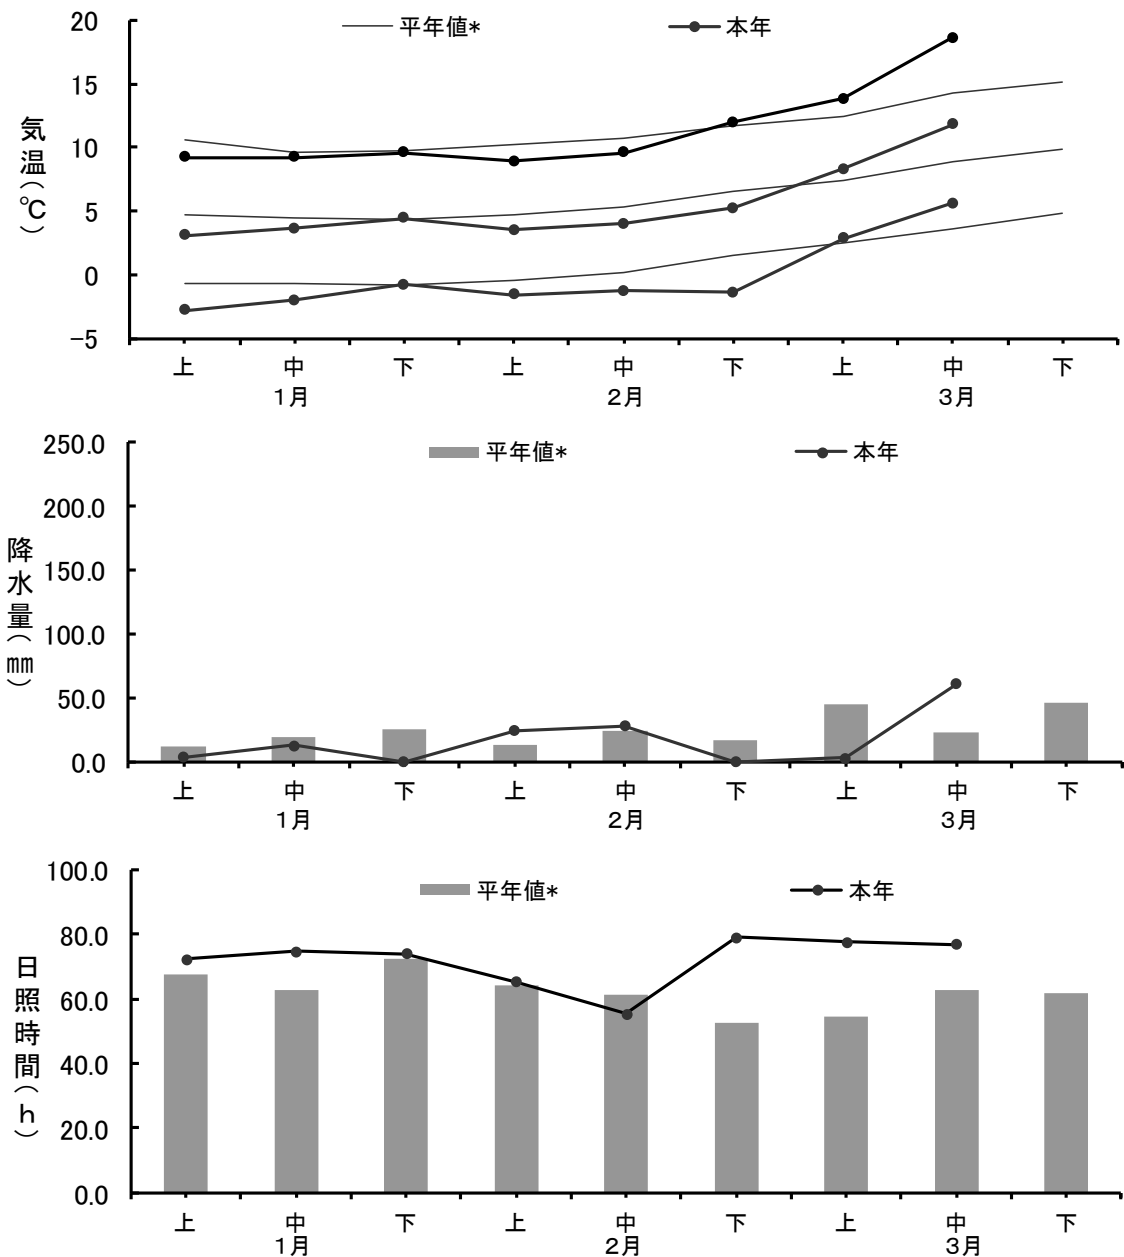 平年値*
本年
気温(℃)
20
15
10
5
0
-5
上 中 下 上 中 下 上 中 下
1月 2月 3月
平年値*
本年
降水量(㎜)
250.0
200.0
150.0
100.0
50.0
0.0
上 中 下 上 中 下 上 中 下
1月 2月 3月
平年値*
本年
日照時間(h)
100.0
80.0
60.0
40.0
20.0
0.0
上 中 下 上 中 下 上 中 下
1月 2月 3月